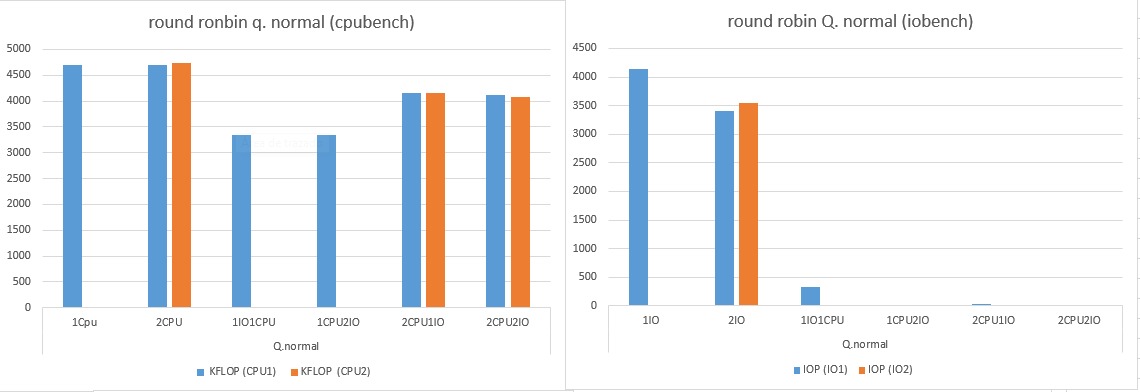 round ronbin q. normal (cpubench)
5000
4500
4000
3500
3000
2500
2000
1500
1000
500
0
1Cpu 2CPU 1IO1CPU 1CPU2IO 2CPU1IO 2CPU2IO
Q.normal
KFLOP (CPU1) KFLOP (CPU2)
round robin Q. normal (iobench)
4500
4000
3500
3000
2500
2000
1500
1000
500
0
1IO 2IO 1IO1CPU 1CPU2IO 2CPU1IO 2CPU2IO
Q.normal
IOP (IO1) IOP (IO2)